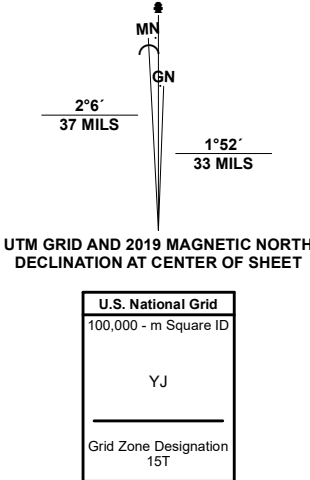 MN
GN
2°6´
37 MILS
1°52´
33 MILS
UTM GRID AND 2019 MAGNETIC NORTH
DECLINATION AT CENTER OF SHEET
U.S. National Grid
100,000 - m Square ID
YJ
Grid Zone Designation
15T